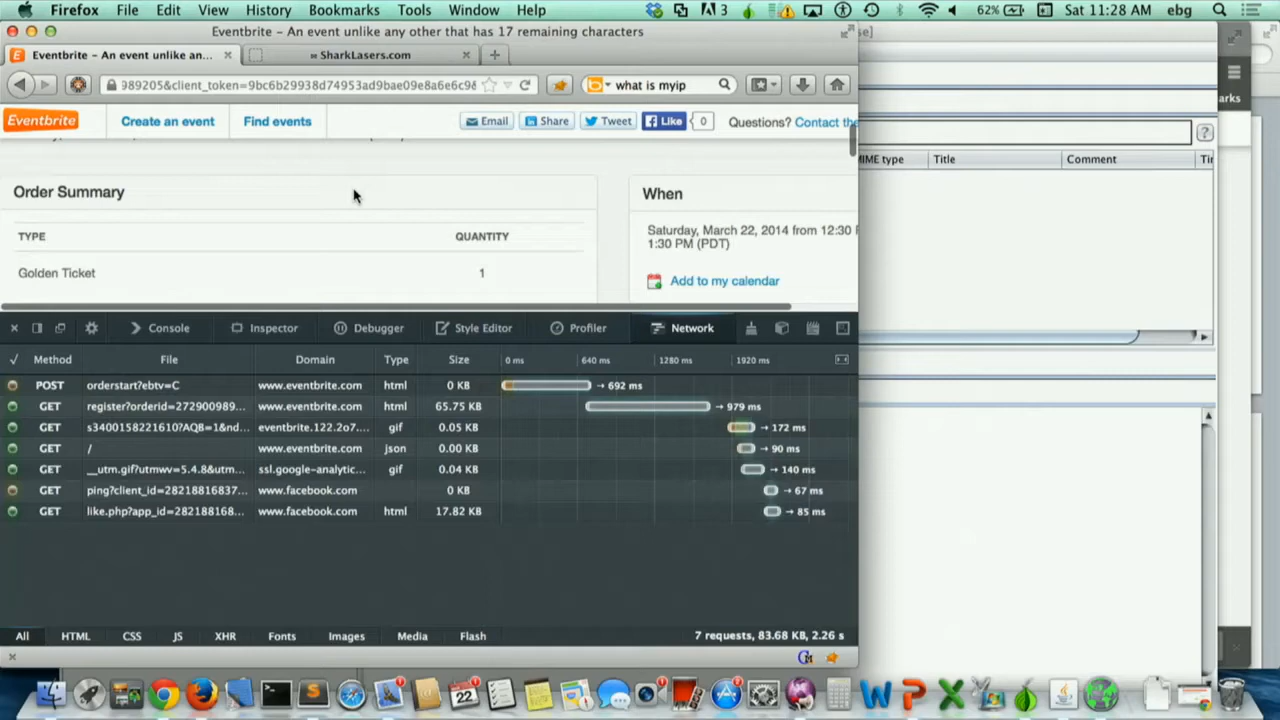 Firefox File Edit View History Bookmarks Tools Window Help 3 62% Sat 11:28 AM ebg
Eventbrite – An event unlike any other that has 17 remaining characters
Eventbrite – An event unlike an... SharkLasers.com
989205&client_token=9bc6b29938d74953ad9bae09e8a6e6c98 what is myip
Eventbrite Create an event Find events Email Share Tweet Like 0 Questions? Contact the
Order Summary
When
TYPE QUANTITY
Saturday, March 22, 2014 from 12:30
1:30 PM (PDT)
Golden Ticket 1
Add to my calendar
Console Inspector Debugger Style Editor Profiler Network
Method File Domain Type Size 0 ms 640 ms 1280 ms 1920 ms
POST orderstart?ebtv=C www.eventbrite.com html 0 KB → 692 ms
GET register?orderid=272900989... www.eventbrite.com html 65.75 KB → 979 ms
GET s3400158221610?AQB=1&nd... eventbrite.122.2o7... gif 0.05 KB → 172 ms
GET / www.eventbrite.com json 0.00 KB → 90 ms
GET __utm.gif?utmwv=5.4.8&utm... ssl.google-analytic... gif 0.04 KB → 140 ms
GET ping?client_id=28218816837... www.facebook.com 0 KB → 67 ms
GET like.php?app_id=282188168... www.facebook.com html 17.82 KB → 85 ms
All HTML CSS JS XHR Fonts Images Media Flash 7 requests, 83.68 KB, 2.26 s
MIME type Title Comment
arks
22